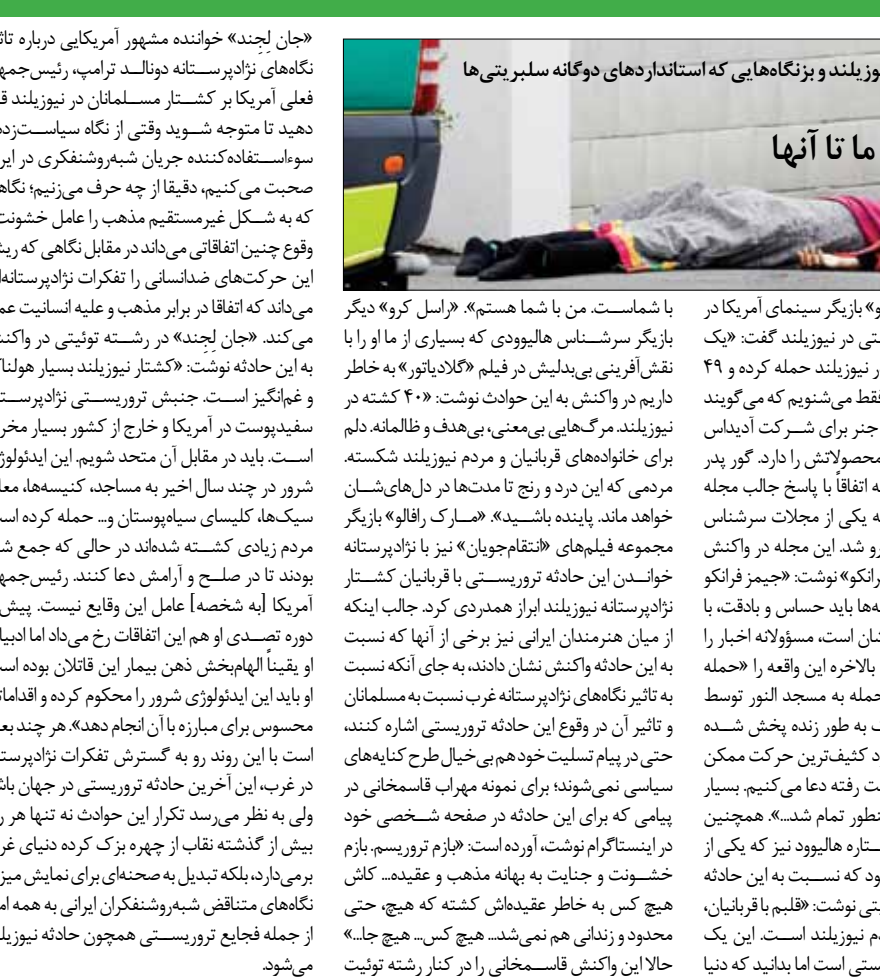 وزیلند و بزنگاه‌هایی که استانداردهای دوگانه سلبریتی‌ها
ما تا آنها
و» بازیگر سینمای آمریکا در
تی در نیوزیلند گفت: «یک
ر نیوزیلند حمله کرده و ۴۹
فقط می‌شنویم که می‌گویند
جنر برای شرکت آدیداس
محصولاتش را دارد. گور پدر
ه اتفاقاً با پاسخ جالب مجله
ه یکی از مجلات سرشناس
رو شد. این مجله در واکنش
رانکو» نوشت: «جیمز فرانکو
ه‌ها باید حساس و بادقت، با
شان است، مسؤولانه اخبار را
بالاخره این واقعه را «حمله
حمله به مسجد النور توسط
به طور زنده پخش شده
د کثیف‌ترین حرکت ممکن
ت رفته دعا می‌کنیم. بسیار
نطور تمام شد...». همچنین
ستاره هالیوود نیز که یکی از
ود که نسبت به این حادثه
یتی نوشت: «قلبم با قربانیان،
م نیوزیلند است. این یک
ستی است اما بدانید که دنیا
با شماست. من با شما هستم». «راسل کرو» دیگر
بازیگر سرشناس هالیوودی که بسیاری از ما او را با
نقش‌آفرینی بی‌بدلیش در فیلم «گلادیاتور» به خاطر
داریم در واکنش به این حوادث نوشت: «۴۰ کشته در
نیوزیلند. مرگ‌هایی بی‌معنی، بی‌هدف و ظالمانه. دلم
برای خانواده‌های قربانیان و مردم نیوزیلند شکسته.
مردمی که این درد و رنج تا مدت‌ها در دل‌های‌شان
خواهد ماند. پاینده باشید». «مارک رافالو» بازیگر
مجموعه فیلم‌های «انتقام‌جویان» نیز با نژادپرستانه
خواندن این حادثه تروریستی با قربانیان کشتار
نژادپرستانه نیوزیلند ابراز همدردی کرد. جالب اینکه
از میان هنرمندان ایرانی نیز برخی از آنها که نسبت
به این حادثه واکنش نشان دادند، به جای آنکه نسبت
به تاثیر نگاه‌های نژادپرستانه غرب نسبت به مسلمانان
و تاثیر آن در وقوع این حادثه تروریستی اشاره کنند،
حتی در پیام تسلیت خود هم بی‌خیال طرح کنایه‌های
سیاسی نمی‌شوند؛ برای نمونه مهراب قاسمخانی در
پیامی که برای این حادثه در صفحه شخصی خود
در اینستاگرام نوشت، آورده است: «بازم تروریسم. بازم
خشونت و جنایت به بهانه مذهب و عقیده... کاش
هیچ کس به خاطر عقیده‌اش کشته که هیچ، حتی
محدود و زندانی هم نمی‌شد... هیچ کس... هیچ جا...»
حالا این واکنش قاسمخانی را در کنار رشته توئیت
«جان لِجِند» خواننده مشهور آمریکایی درباره تاث
نگاه‌های نژادپرستانه دونالد ترامپ، رئیس‌جمه
فعلی آمریکا بر کشتار مسلمانان در نیوزیلند ق
دهید تا متوجه شوید وقتی از نگاه سیاست‌زده
سوءاستفاده‌کننده جریان شبه‌روشنفکری در این
صحبت می‌کنیم، دقیقا از چه حرف می‌زنیم؛ نگاه
که به شکل غیرمستقیم مذهب را عامل خشونت
وقوع چنین اتفاقاتی می‌داند در مقابل نگاهی که ریش
این حرکت‌های ضدانسانی را تفکرات نژادپرستانه‌ا
می‌داند که اتفاقا در برابر مذهب و علیه انسانیت عم
می‌کند. «جان لِجِند» در رشته توئیتی در واکنش
به این حادثه نوشت: «کشتار نیوزیلند بسیار هولناک
و غم‌انگیز است. جنبش تروریستی نژادپرست
سفیدپوست در آمریکا و خارج از کشور بسیار مخر
است. باید در مقابل آن متحد شویم. این ایدئولوژی
شرور در چند سال اخیر به مساجد، کنیسه‌ها، معا
سیک‌ها، کلیسای سیاه‌پوستان و... حمله کرده اس
مردم زیادی کشته شده‌اند در حالی که جمع ش
بودند تا در صلح و آرامش دعا کنند. رئیس‌جمه
آمریکا [به شخصه] عامل این وقایع نیست. پیش
دوره تصدی او هم این اتفاقات رخ می‌داد اما ادبیا
او یقیناً الهام‌بخش ذهن بیمار این قاتلان بوده اس
او باید این ایدئولوژی شرور را محکوم کرده و اقدامات
محسوس برای مبارزه با آن انجام دهد». هر چند بع
است با این روند رو به گسترش تفکرات نژادپرست
در غرب، این آخرین حادثه تروریستی در جهان باش
ولی به نظر می‌رسد تکرار این حوادث نه تنها هر ر
بیش از گذشته نقاب از چهره بزک کرده دنیای غر
برمی‌دارد، بلکه تبدیل به صحنه‌ای برای نمایش میز
نگاه‌های متناقض شبه‌روشنفکران ایرانی به همه ام
از جمله فجایع تروریستی همچون حادثه نیوزیل
می‌شود.